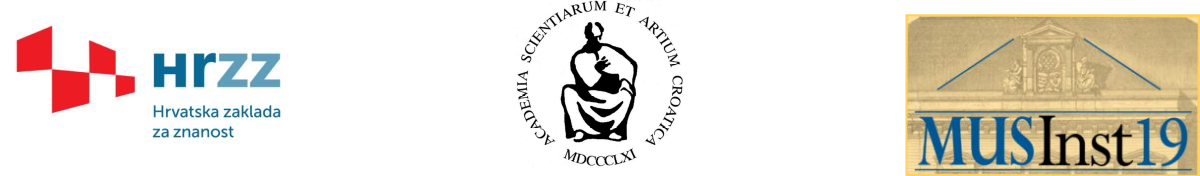 HRZZ
Hrvatska zaklada
za znanost
ACADEMIA SCIENTIARUM ET ARTIUM CROATICA
MDCCCLXI
MUSInst19